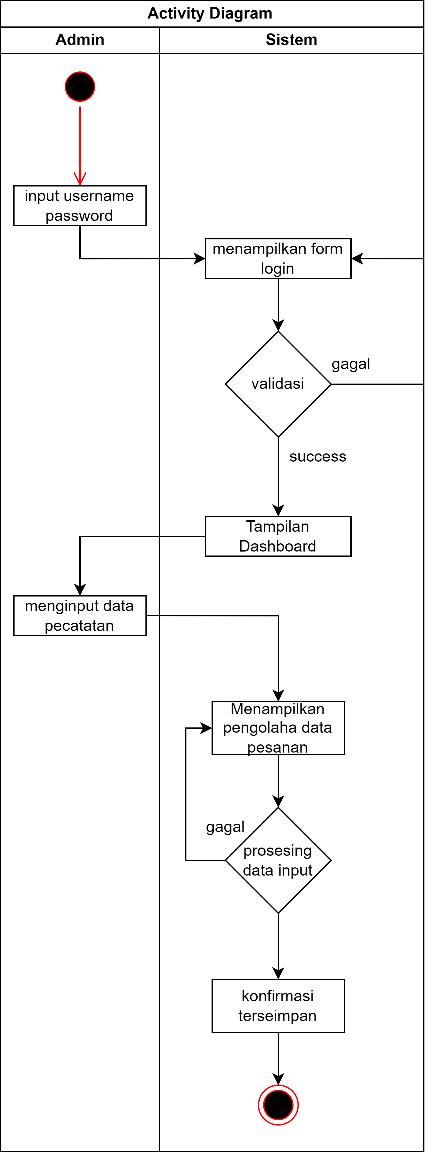 Activity Diagram
Admin
Sistem
input username
password
menampilkan form
login
validasi
gagal
success
Tampilan
Dashboard
menginput data
pecatatan
Menampilkan
pengolaha data
pesanan
gagal
prosesing
data input
konfirmasi
terseimpan